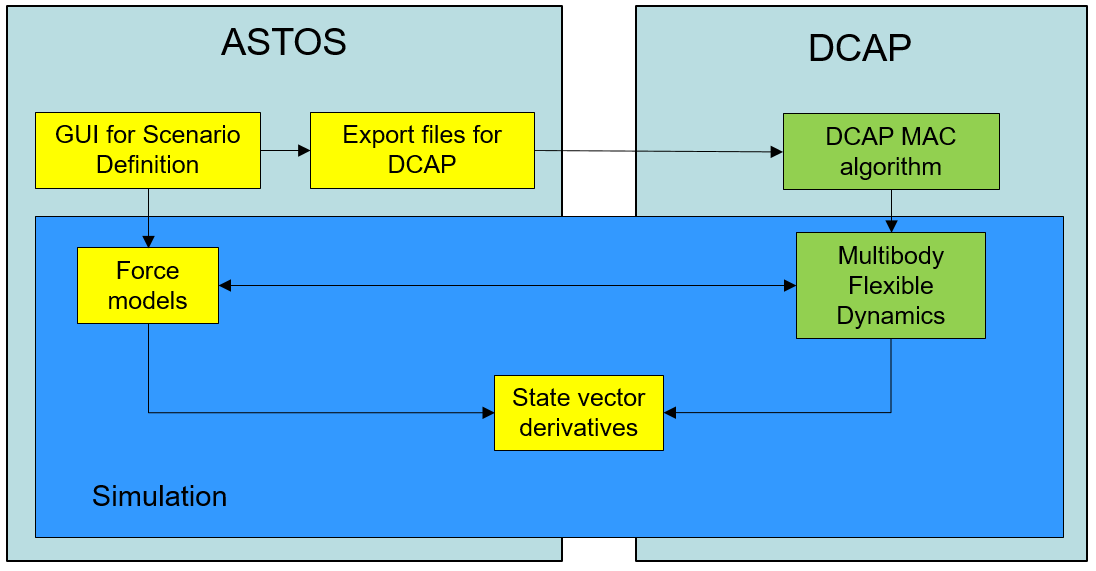 ASTOS
DCAP
GUI for Scenario
Definition
Export files for
DCAP
DCAP MAC
algorithm
Force
models
Multibody
Flexible
Dynamics
State vector
derivatives
Simulation